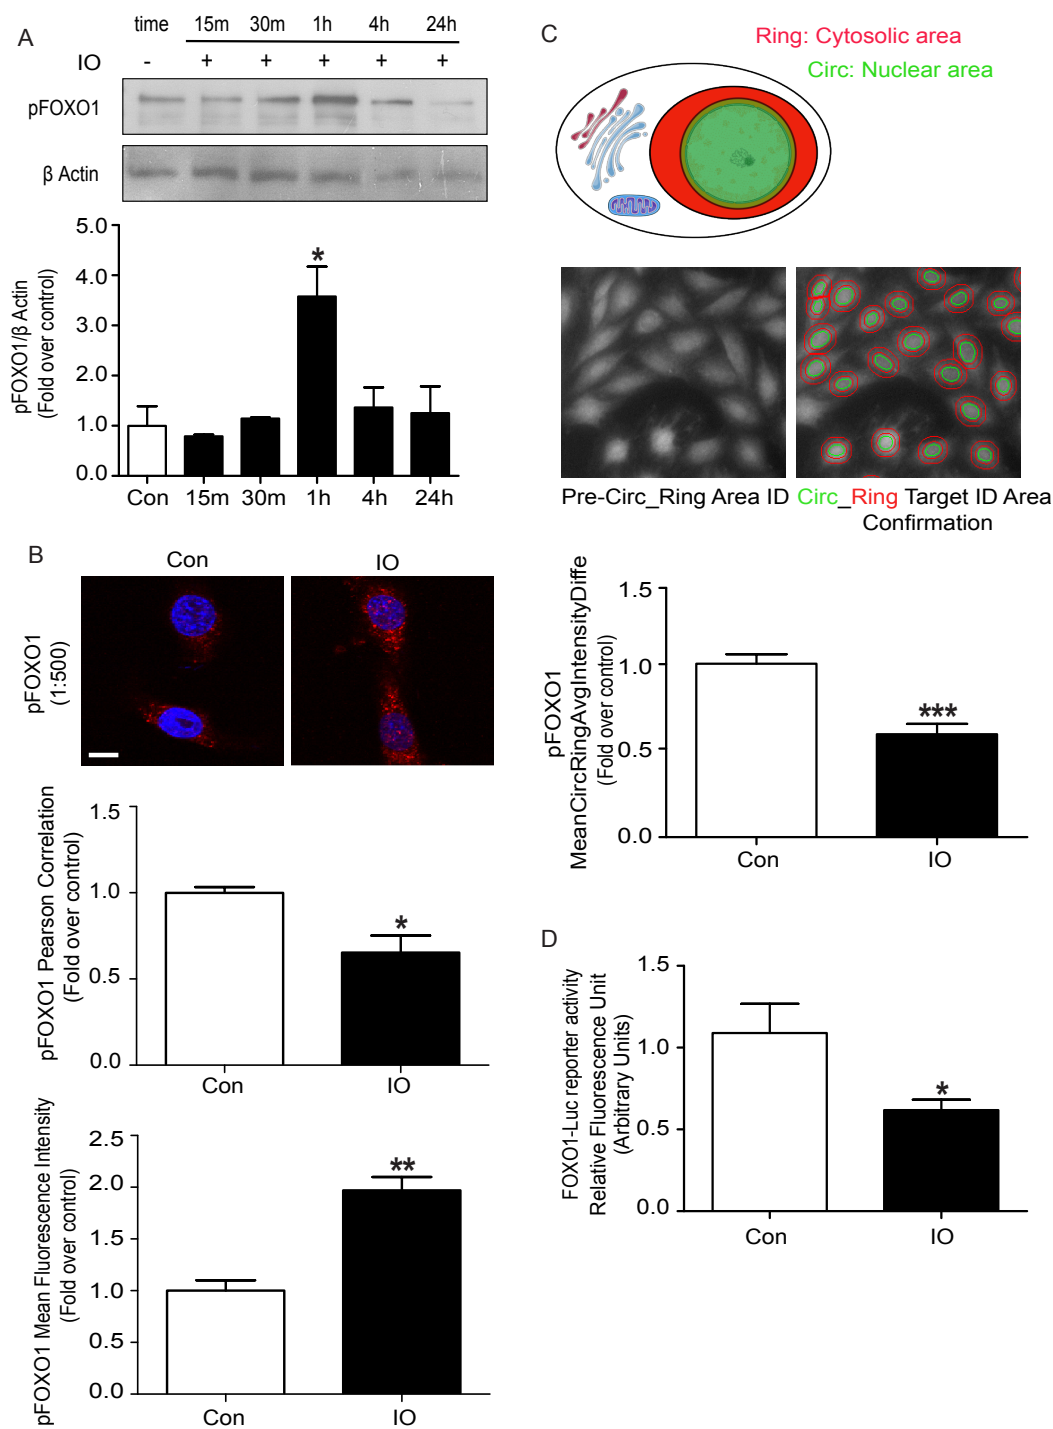 A
time 15m 30m 1h 4h 24h
IO - + + + + +
pFOXO1
β Actin
pFOXO1/β Actin
(Fold over control)
5.0
4.0
3.0
2.0
1.0
0.0
*
Con 15m 30m 1h 4h 24h
B
Con IO
pFOXO1
(1:500)
pFOXO1 Pearson Correlation
(Fold over control)
1.5
1.0
0.5
0.0
*
Con IO
pFOXO1 Mean Fluorescence Intensity
(Fold over control)
2.5
2.0
1.5
1.0
0.5
0.0
**
Con IO
C
Ring: Cytosolic area
Circ: Nuclear area
Pre-Circ_Ring Area ID
Circ_Ring Target ID Area
Confirmation
pFOXO1
MeanCircRingAvgIntensityDiffe
(Fold over control)
1.5
1.0
0.5
0.0
***
Con IO
D
FOXO1-Luc reporter activity
Relative Fluorescence Unit
(Arbitrary Units)
1.5
1.0
0.5
0.0
*
Con IO